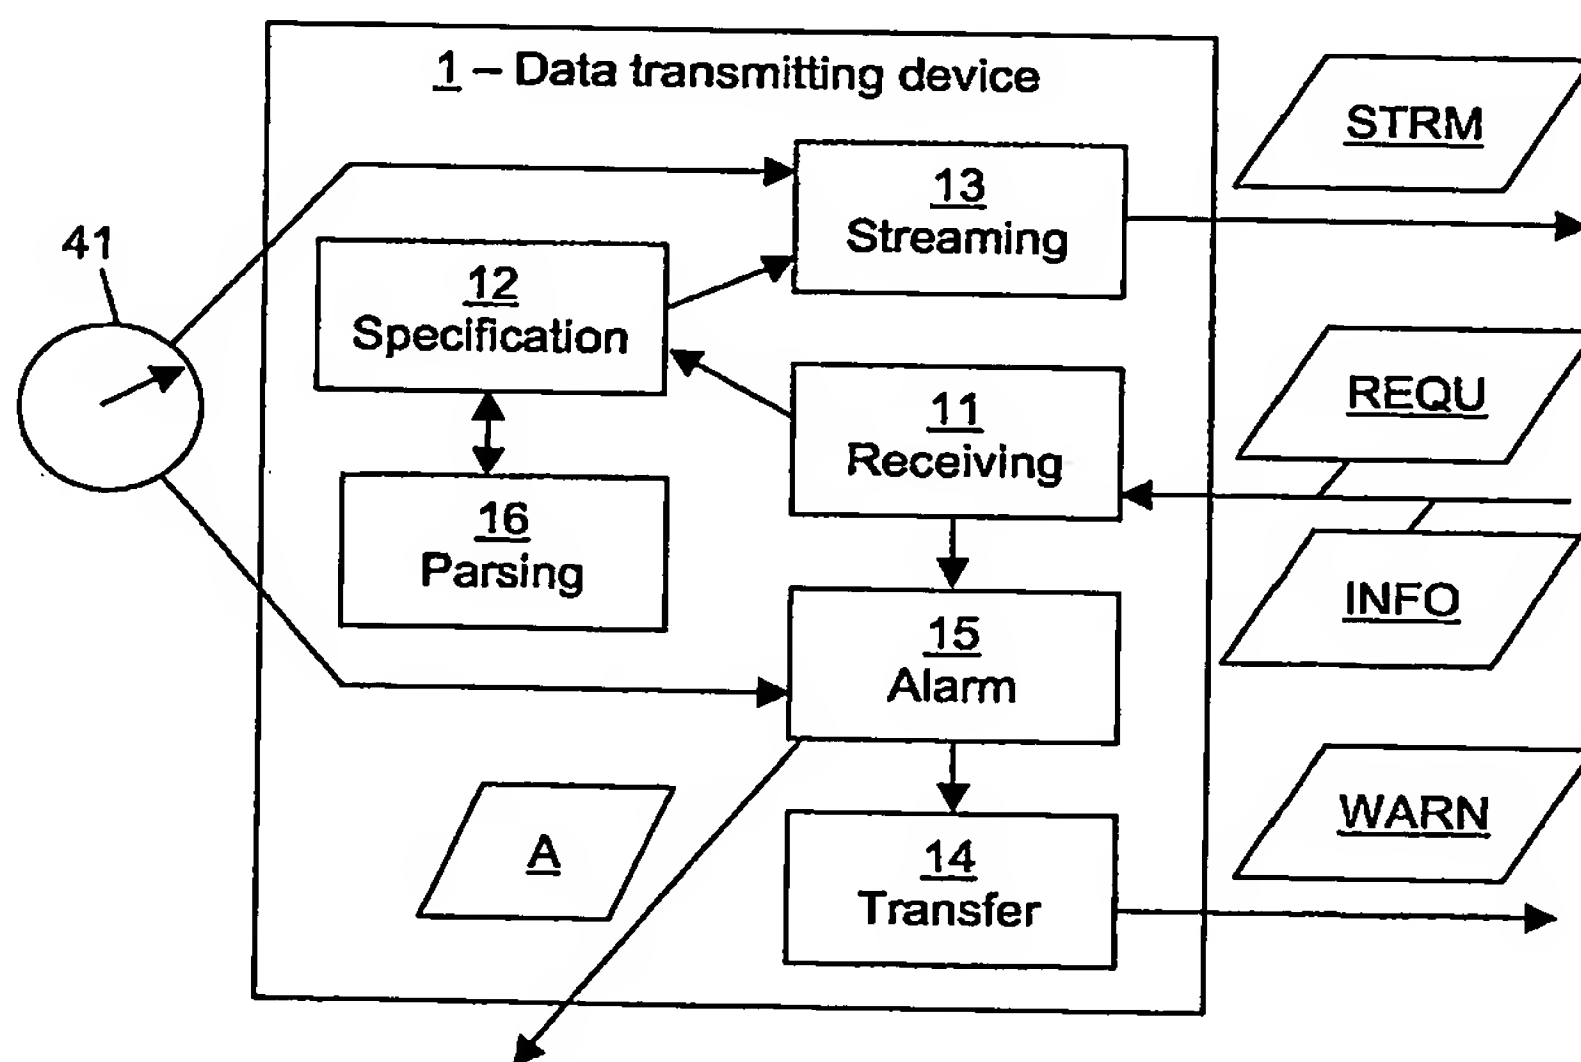 1 – Data transmitting device
STRM
13
Streaming
41
12
Specification
REQU
11
Receiving
16
Parsing
INFO
15
Alarm
WARN
A
14
Transfer